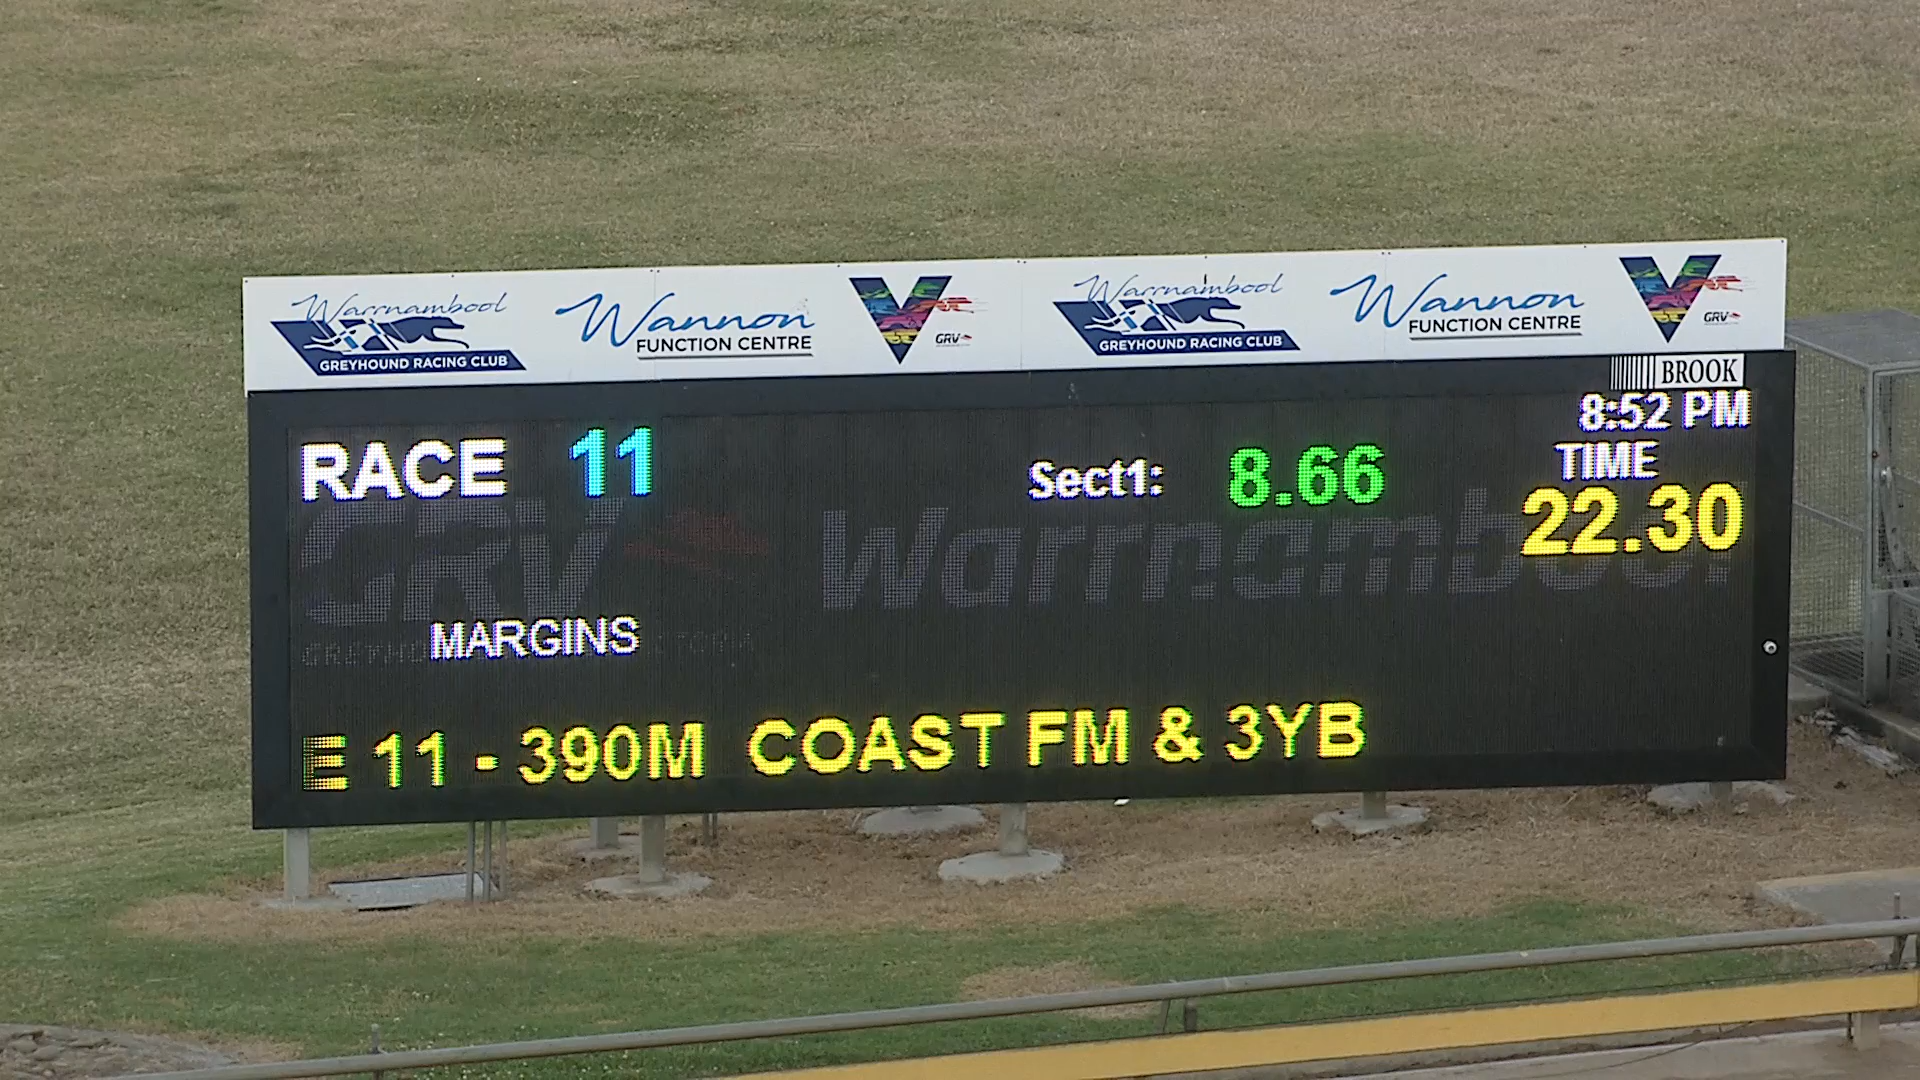 Warrnambool
GREYHOUND RACING CLUB
Wannon
FUNCTION CENTRE
V
GRV
Warrnambool
GREYHOUND RACING CLUB
Wannon
FUNCTION CENTRE
V
GRV
BROOK
8:52 PM
RACE 11
Sect1: 8.66
TIME
22.30
GRV
Warrnambool
MARGINS
E 11 - 390M COAST FM & 3YB